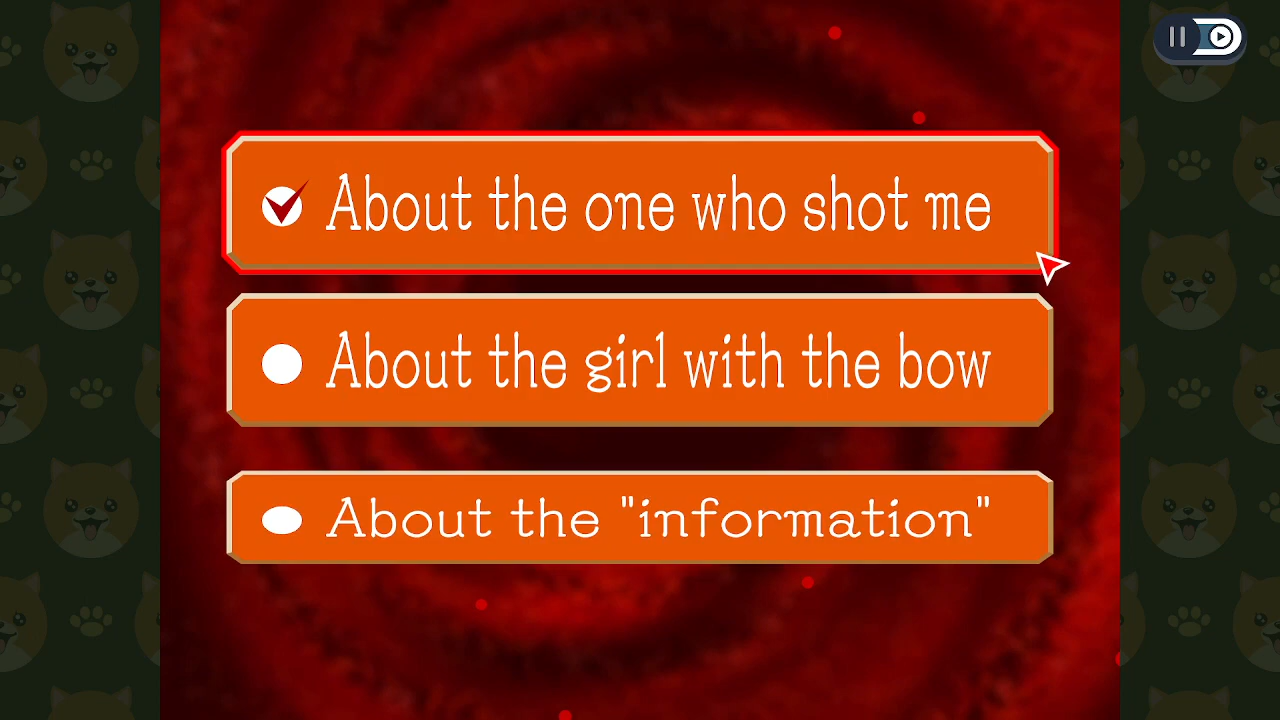 About the one who shot me
About the girl with the bow
About the "information"